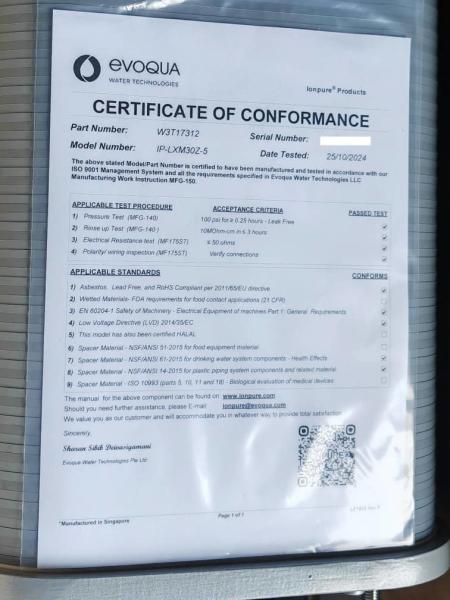 evoQUA
WATER TECHNOLOGIES
Ionpure® Products
CERTIFICATE OF CONFORMANCE
Part Number: W3T17312 Serial Number:
Model Number: IP-LXM30Z-5 Date Tested: 25/10/2024
The above stated Model/Part Number is certified to have been manufactured and tested in accordance with our
ISO 9001 Management System and all the requirements specified in Evoqua Water Technologies LLC
Manufacturing Work Instruction MFG-150.
APPLICABLE TEST PROCEDURE ACCEPTANCE CRITERIA PASSED TEST
1) Pressure Test (MFG-140) 100 psi for ≥ 0.25 hours - Leak Free
2) Rinse up Test (MFG-140) 10MOhm-cm in ≤ 3 hours
3) Electrical Resistance test (MF175ST) ≤ 50 ohms
4) Polarity/ wiring inspection (MF175ST) Verify connections
APPLICABLE STANDARDS CONFORMS
1) Asbestos, Lead Free, and RoHS Compliant per 2011/65/EU directive
2) Wetted Materials- FDA requirements for food contact applications (21 CFR)
3) EN 60204-1 Safety of Machinery - Electrical Equipment of machines Part 1: General Requirements
4) Low Voltage Directive (LVD) 2014/35/EC
5) This model has also been certified HALAL
6) Spacer Material - NSF/ANSI 51-2015 for food equipment material
7) Spacer Material - NSF/ANSI 61-2015 for drinking water system components - Health Effects
8) Spacer Material - NSF/ANSI 14-2015 for plastic piping system components and related material
9) Spacer Material - ISO 10993 (parts 5, 10, 11 and 18) - Biological evaluation of medical devices
The manual for the above component can be found on www.ionpure.com
Should you need further assistance, please E-mail: ionpure@evoqua.com
We value you as our customer and will accommodate you in whatever way to provide total satisfaction.
Sincerely,
Sharan Sibih Deivasigamani
Evoqua Water Technologies Pte Ltd
*Manufactured in Singapore
Page 1 of 1